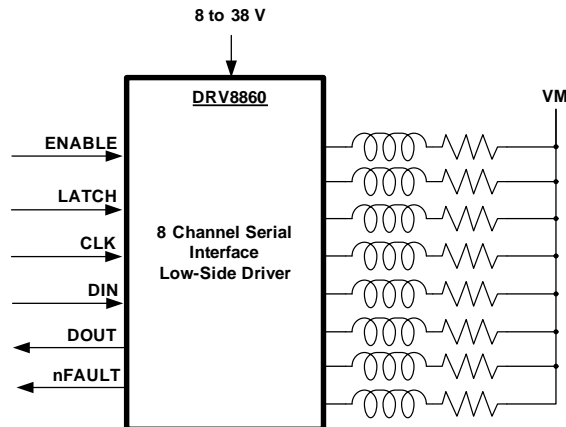 8 to 38 V
DRV8860
VM
ENABLE
LATCH
CLK
DIN
DOUT
nFAULT
8 Channel Serial
Interface
Low-Side Driver